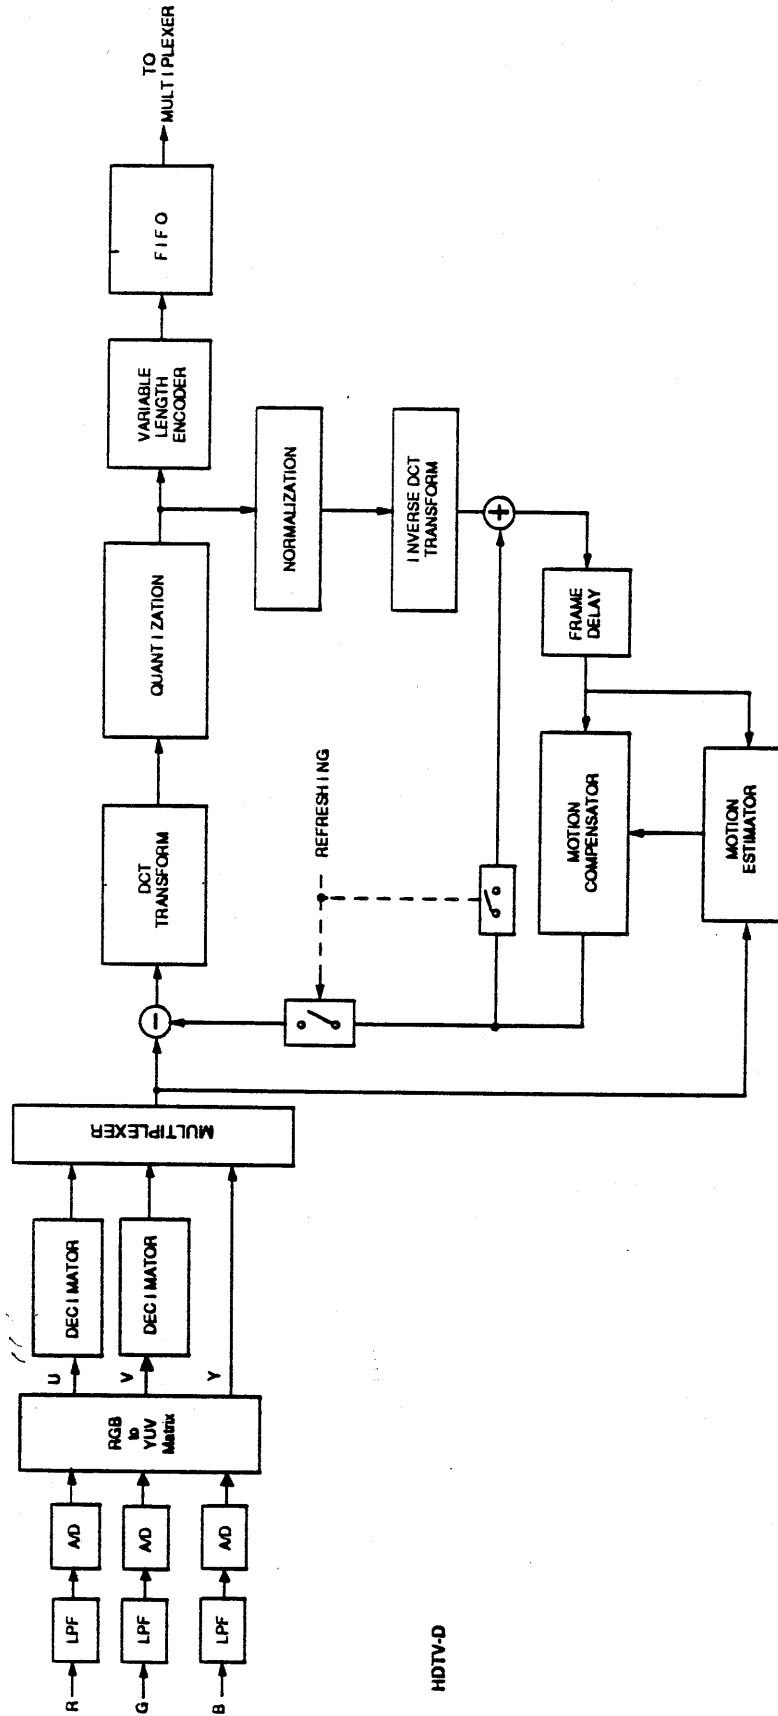 R
G
B
LPF
LPF
LPF
A/D
A/D
A/D
RGB
to
YUV
Matrix
U
V
Y
DECIMATOR
DECIMATOR
MULTIPLEXER
−
DCT
TRANSFORM
QUANTIZATION
VARIABLE
LENGTH
ENCODER
FIFO
TO
MULTIPLEXER
REFRESHING
NORMALIZATION
INVERSE DCT
TRANSFORM
+
FRAME
DELAY
MOTION
COMPENSATOR
MOTION
ESTIMATOR
HDTV-D